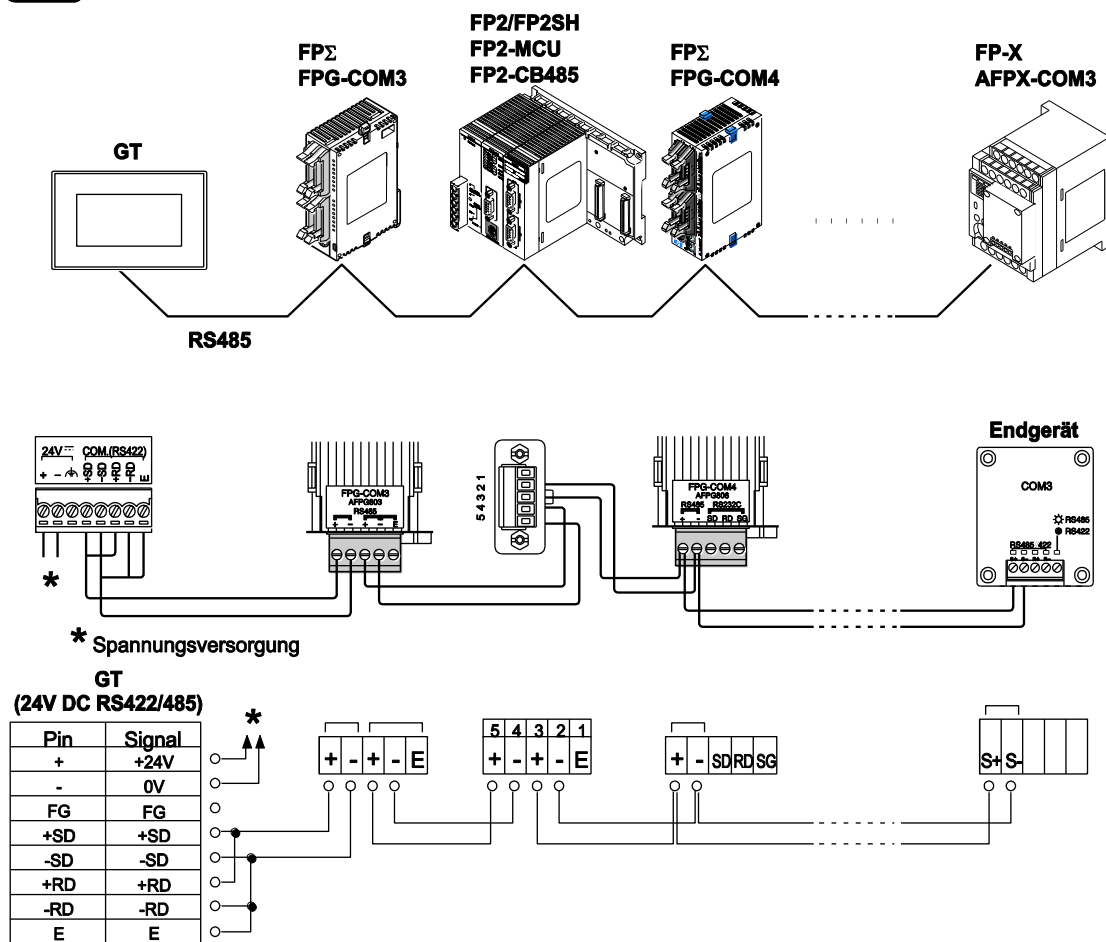 FP2/FP2SH
FP2-MCU
FP2-CB485
FPΣ
FPG-COM3
FPΣ
FPG-COM4
FP-X
AFPX-COM3
GT
RS485
Endgerät
24V COM.(RS422)
+ - +SD -SD +RD -RD E
FPG-COM3
AFPG803
RS485
+ - + - E
5 4 3 2 1
FPG-COM4
AFPG806
RS485 RS232C
+ - SD RD SG
COM3
RS485
RS422
RS485 422
* Spannungsversorgung
GT
(24V DC RS422/485)
*
Pin Signal
+ +24V
- 0V
FG FG
+SD +SD
-SD -SD
+RD +RD
-RD -RD
E E
+ - + - E
5 4 3 2 1
+ - + - E
+ - SD RD SG
S+ S-